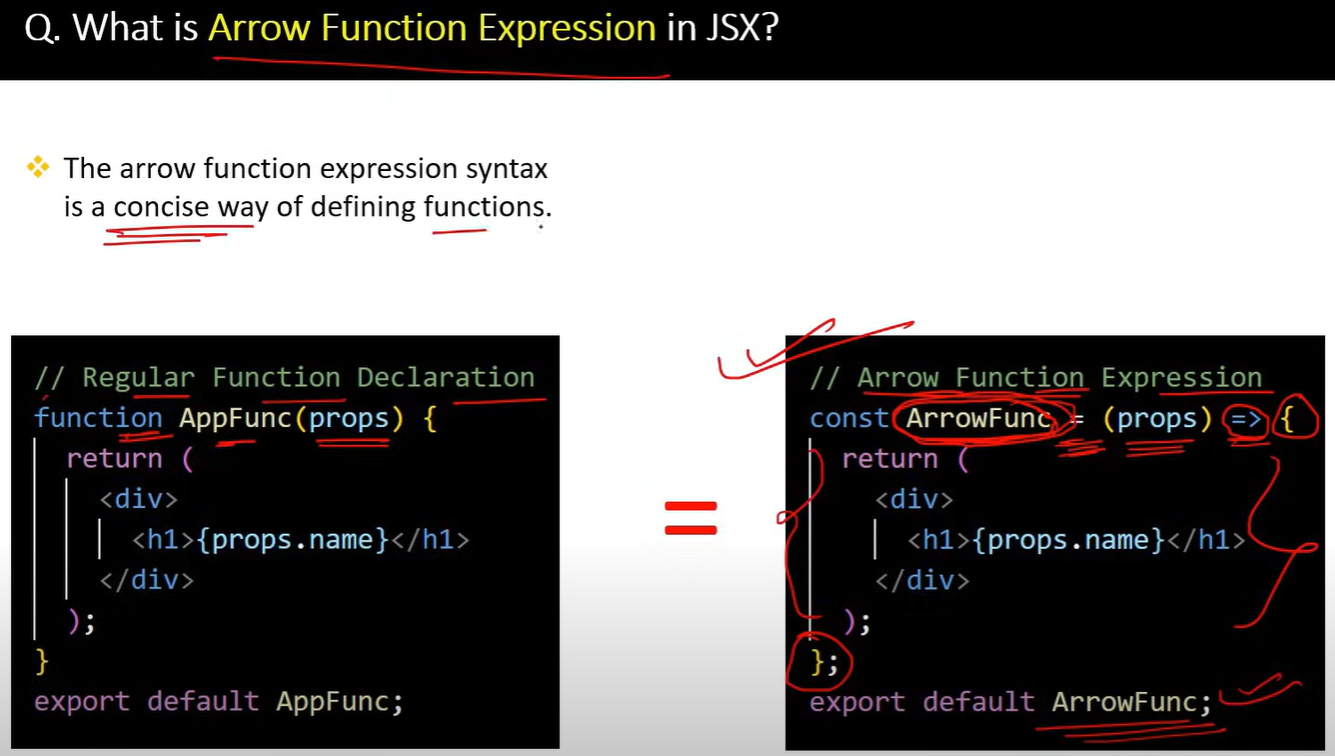 Q. What is Arrow Function Expression in JSX?
The arrow function expression syntax
is a concise way of defining functions.
// Regular Function Declaration
function AppFunc(props) {
return (
<div>
<h1>{props.name}</h1>
</div>
);
}
export default AppFunc;
=
// Arrow Function Expression
const ArrowFunc = (props) => {
return (
<div>
<h1>{props.name}</h1>
</div>
);
};
export default ArrowFunc;